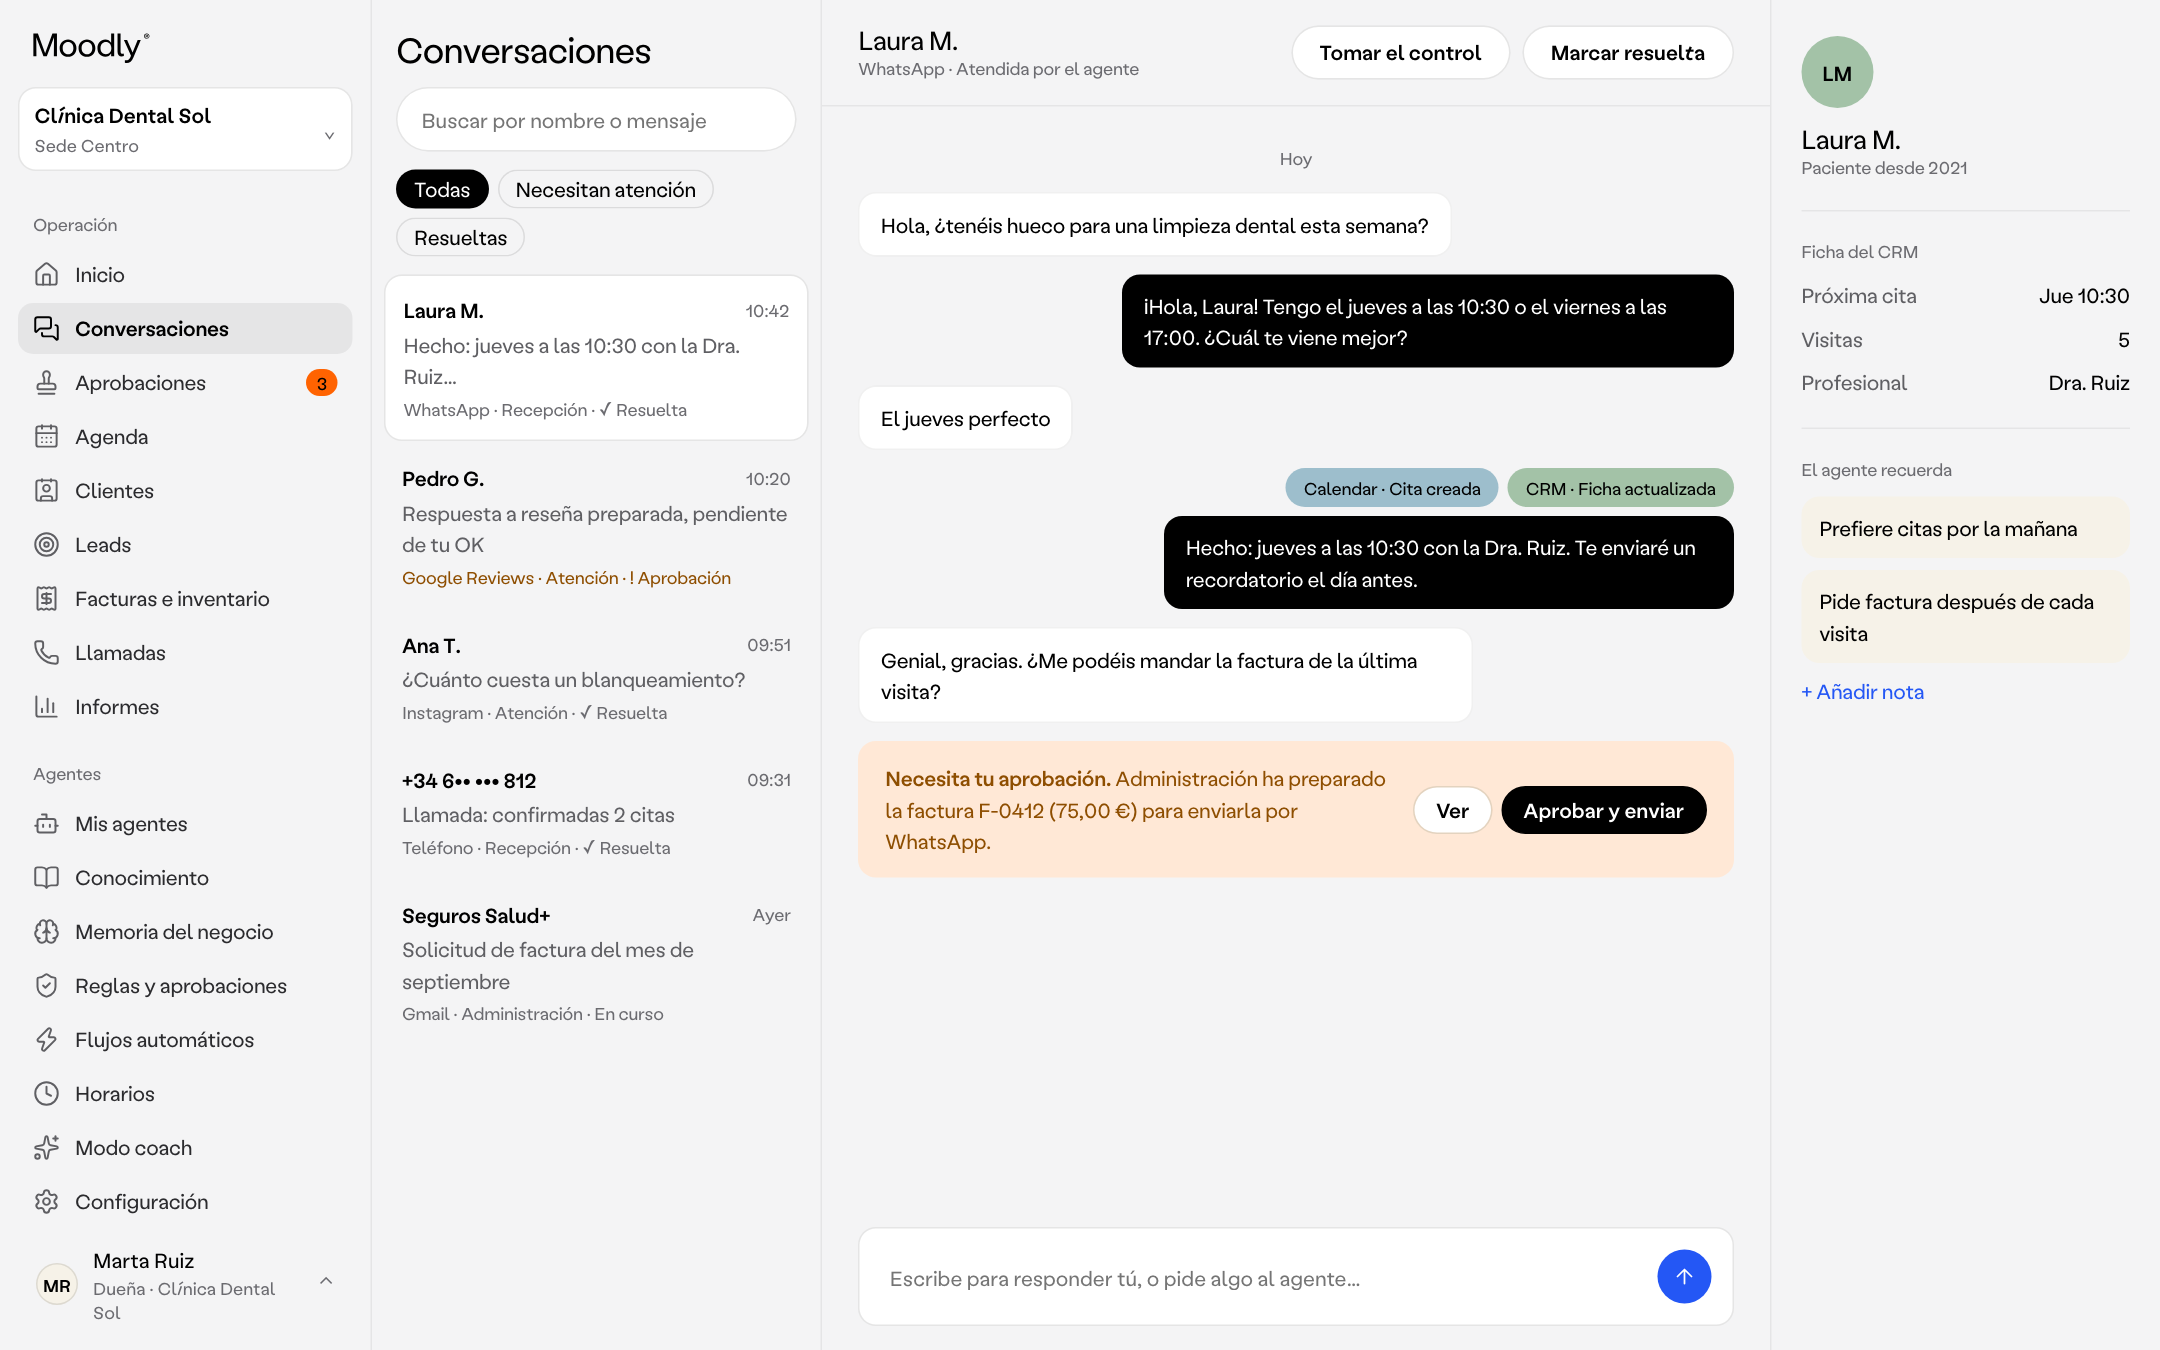 Moodly®
Clínica Dental Sol
Sede Centro
Operación
Inicio
Conversaciones
Aprobaciones
3
Agenda
Clientes
Leads
Facturas e inventario
Llamadas
Informes
Agentes
Mis agentes
Conocimiento
Memoria del negocio
Reglas y aprobaciones
Flujos automáticos
Horarios
Modo coach
Configuración
MR
Marta Ruiz
Dueña · Clínica Dental
Sol
Conversaciones
Buscar por nombre o mensaje
Todas
Necesitan atención
Resueltas
Laura M.
10:42
Hecho: jueves a las 10:30 con la Dra.
Ruiz...
WhatsApp · Recepción · ✓ Resuelta
Pedro G.
10:20
Respuesta a reseña preparada, pendiente
de tu OK
Google Reviews · Atención · ! Aprobación
Ana T.
09:51
¿Cuánto cuesta un blanqueamiento?
Instagram · Atención · ✓ Resuelta
+34 6•• ••• 812
09:31
Llamada: confirmadas 2 citas
Teléfono · Recepción · ✓ Resuelta
Seguros Salud+
Ayer
Solicitud de factura del mes de
septiembre
Gmail · Administración · En curso
Laura M.
WhatsApp · Atendida por el agente
Tomar el control
Marcar resuelta
Hoy
Hola, ¿tenéis hueco para una limpieza dental esta semana?
¡Hola, Laura! Tengo el jueves a las 10:30 o el viernes a las
17:00. ¿Cuál te viene mejor?
El jueves perfecto
Calendar · Cita creada
CRM · Ficha actualizada
Hecho: jueves a las 10:30 con la Dra. Ruiz. Te enviaré un
recordatorio el día antes.
Genial, gracias. ¿Me podéis mandar la factura de la última
visita?
Necesita tu aprobación. Administración ha preparado
la factura F-0412 (75,00 €) para enviarla por
WhatsApp.
Ver
Aprobar y enviar
Escribe para responder tú, o pide algo al agente...
LM
Laura M.
Paciente desde 2021
Ficha del CRM
Próxima cita
Jue 10:30
Visitas
5
Profesional
Dra. Ruiz
El agente recuerda
Prefiere citas por la mañana
Pide factura después de cada
visita
+ Añadir nota